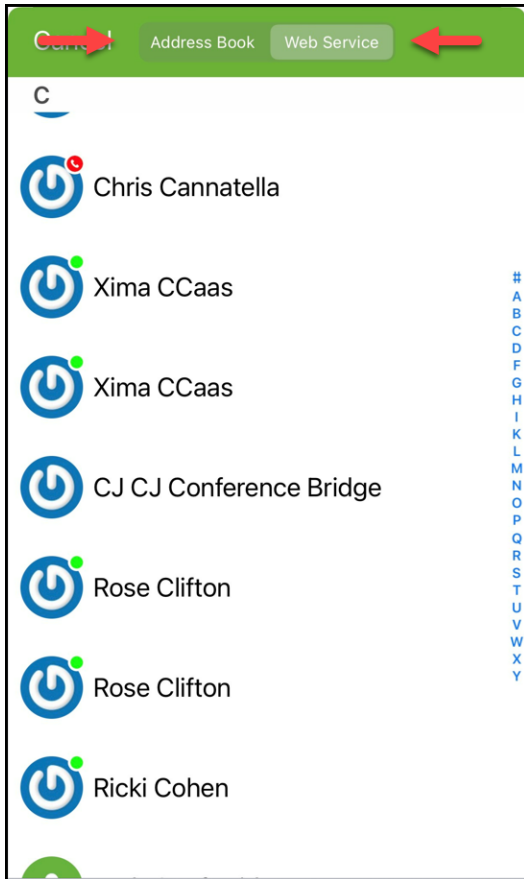 Cancel Address Book Web Service
C
Chris Cannatella
Xima CCaas
Xima CCaas
CJ CJ Conference Bridge
Rose Clifton
Rose Clifton
Ricki Cohen
#
A
B
C
D
F
G
H
I
K
L
M
N
O
P
Q
R
S
T
U
V
W
X
Y